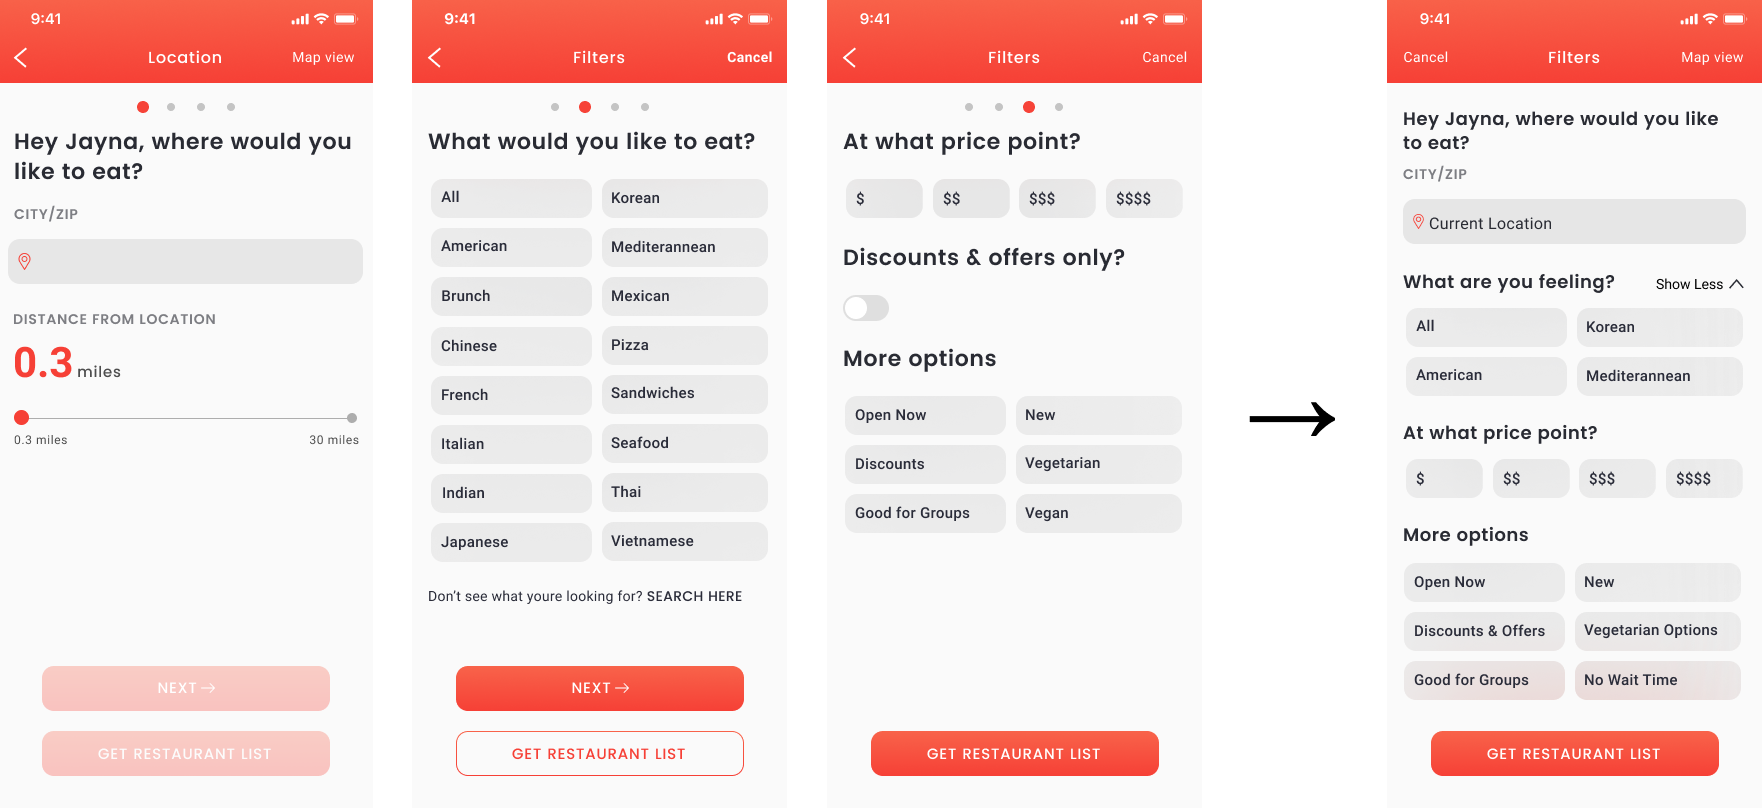 9:41
Location
Map view
Hey Jayna, where would you
like to eat?
CITY/ZIP
DISTANCE FROM LOCATION
0.3 miles
0.3 miles
30 miles
NEXT
GET RESTAURANT LIST
9:41
Filters
Cancel
What would you like to eat?
All
Korean
American
Mediterannean
Brunch
Mexican
Chinese
Pizza
French
Sandwiches
Italian
Seafood
Indian
Thai
Japanese
Vietnamese
Don't see what youre looking for? SEARCH HERE
NEXT
GET RESTAURANT LIST
9:41
Filters
Cancel
At what price point?
$
$$
$$$
$$$$
Discounts & offers only?
More options
Open Now
New
Discounts
Vegetarian
Good for Groups
Vegan
GET RESTAURANT LIST
9:41
Cancel
Filters
Map view
Hey Jayna, where would you like
to eat?
CITY/ZIP
Current Location
What are you feeling?
Show Less
All
Korean
American
Mediterannean
At what price point?
$
$$
$$$
$$$$
More options
Open Now
New
Discounts & Offers
Vegetarian Options
Good for Groups
No Wait Time
GET RESTAURANT LIST